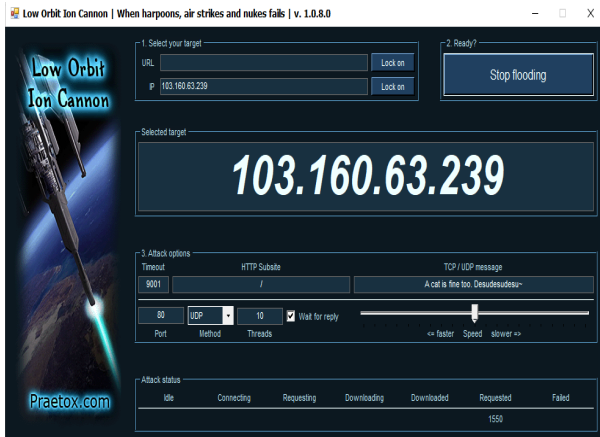 Low Orbit Ion Cannon | When harpoons, air strikes and nukes fails | v. 1.0.8.0
Low Orbit
Ion Cannon
Praetox.com
1. Select your target
URL
Lock on
IP
103.160.63.239
Lock on
2. Ready?
Stop flooding
Selected target
103.160.63.239
3. Attack options
Timeout
HTTP Subsite
TCP / UDP message
9001
/
A cat is fine too. Desudesudesu~
80
UDP
10
Wait for reply
Port
Method
Threads
<= faster
Speed
slower =>
Attack status
Idle
Connecting
Requesting
Downloading
Downloaded
Requested
Failed
1550